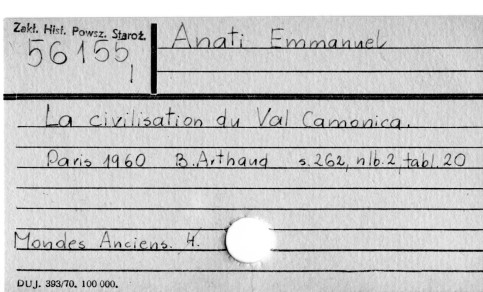 Zakł. Hist. Powsz. Staroż.
56155
1
Anati Emmanuel
La civilisation du Val Camonica.
Paris 1960 B. Arthaud s. 262, nlb. 2, tabl. 20
Mondes Anciens. 4.
DUJ. 393/70. 100 000.